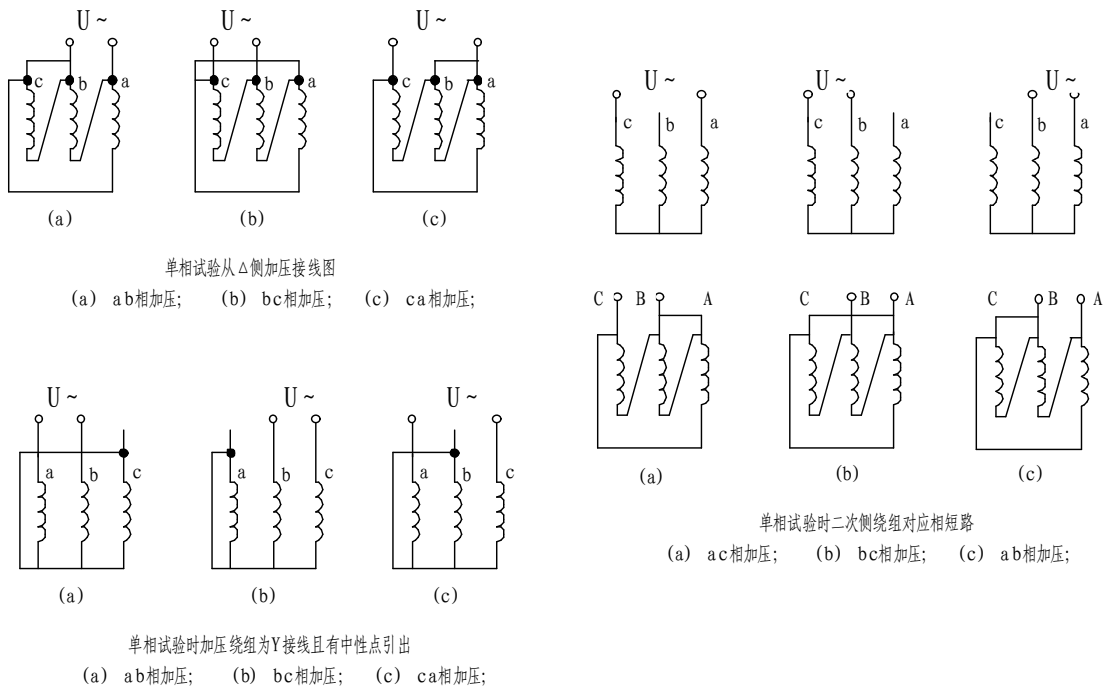 U ~ U ~ U ~
c b a c b a c b a
(a) (b) (c)
单相试验从△侧加压接线图
(a) ab相加压; (b) bc相加压; (c) ca相加压;
U ~ U ~ U ~
a b c a b c a b c
(a) (b) (c)
单相试验时加压绕组为Y接线且有中性点引出
(a) ab相加压; (b) bc相加压; (c) ca相加压;
U ~ U ~ U ~
c b a c b a c b a
C B A C B A C B A
(a) (b) (c)
单相试验时二次侧绕组对应相短路
(a) ac相加压; (b) bc相加压; (c) ab相加压;